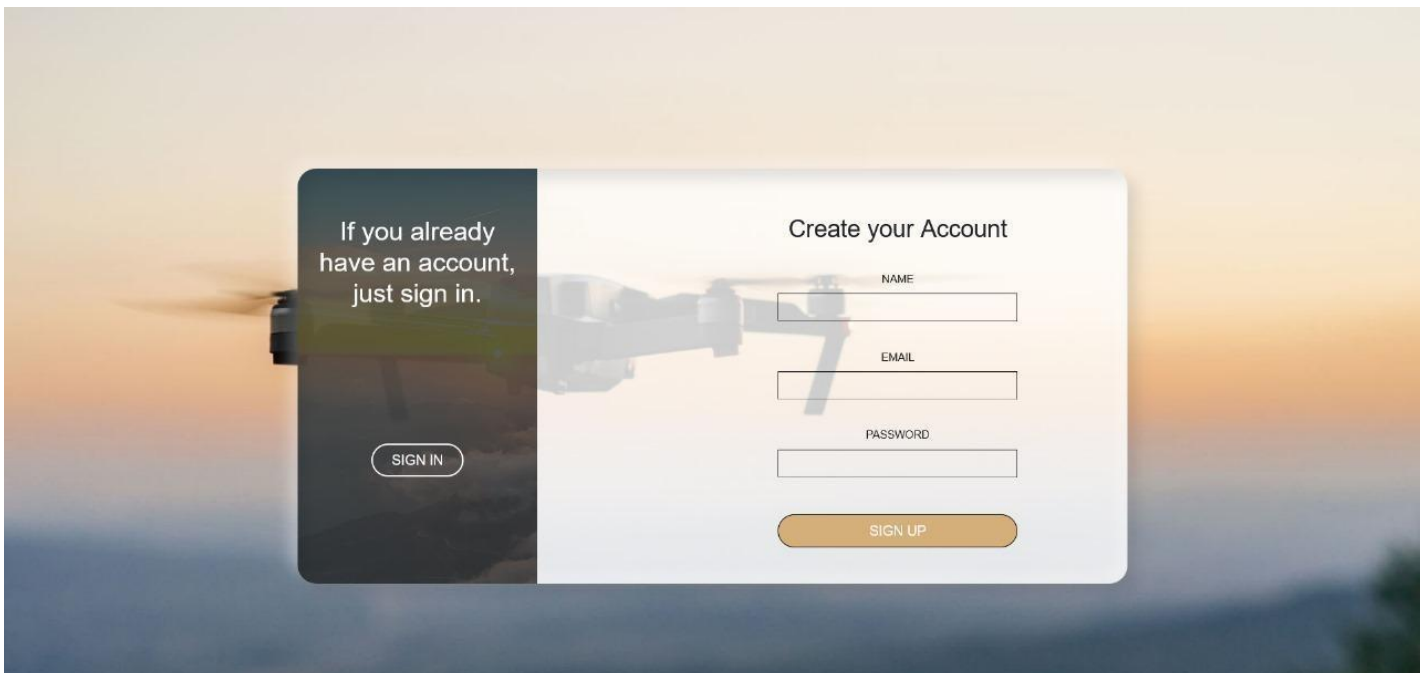 If you already
have an account,
just sign in.
SIGN IN
Create your Account
NAME
EMAIL
PASSWORD
SIGN UP